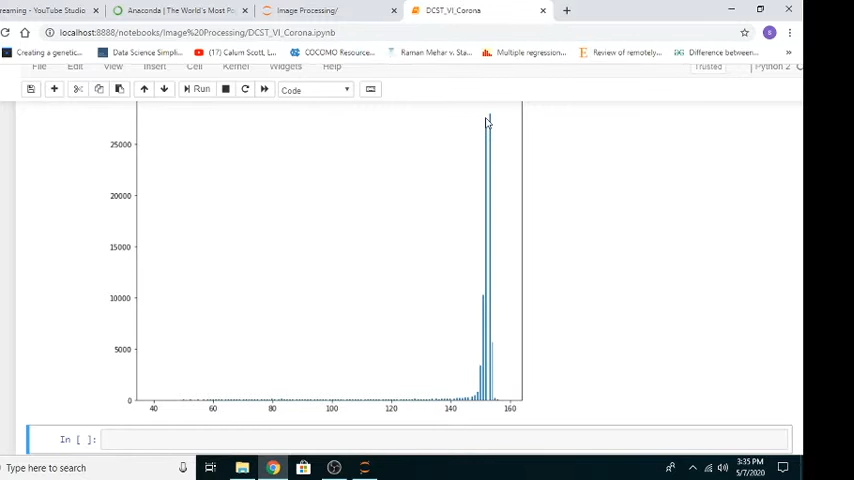 reaming - YouTube Studio Anaconda | The World's Most Po Image Processing/ DCST_VI_Corona
localhost:8888/notebooks/Image%20Processing/DCST_VI_Corona.ipynb
Creating a genetic... Data Science Simpl... (17) Calum Scott, L... COCOMO Resource... Raman Mehar v. Sta... Multiple regression... Review of remotely... Difference between... »
File Edit View Insert Cell Kernel Widgets Help Trusted Python 2
Run Code
25000
20000
15000
10000
5000
0
40 60 80 100 120 140 160
In [ ]:
Type here to search
3:35 PM
5/7/2020